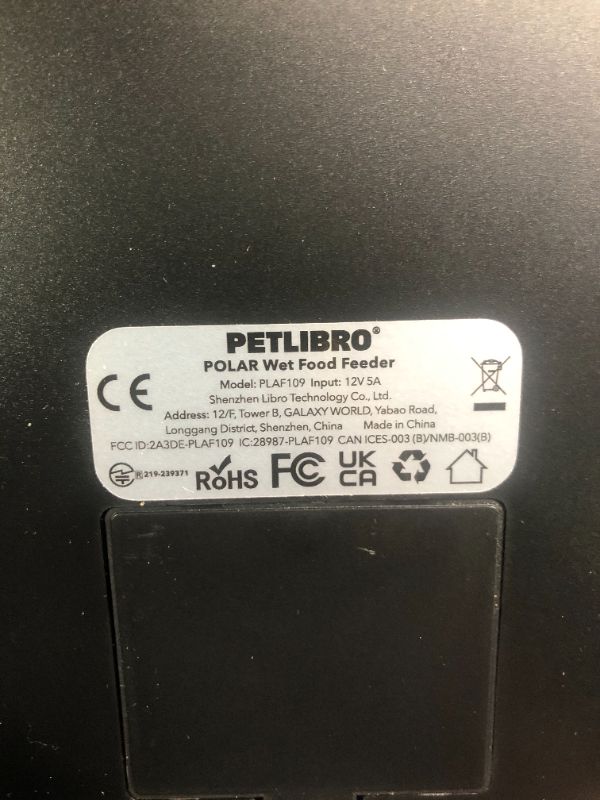 PETLIBRO®
POLAR Wet Food Feeder
CE
Model: PLAF109 Input: 12V 5A
Shenzhen Libro Technology Co., Ltd.
Address: 12/F, Tower B, GALAXY WORLD, Yabao Road,
Longgang District, Shenzhen, China Made in China
FCC ID:2A3DE-PLAF109 IC:28987-PLAF109 CAN ICES-003 (B)/NMB-003(B)
R 219-239371 RoHS FC UK CA